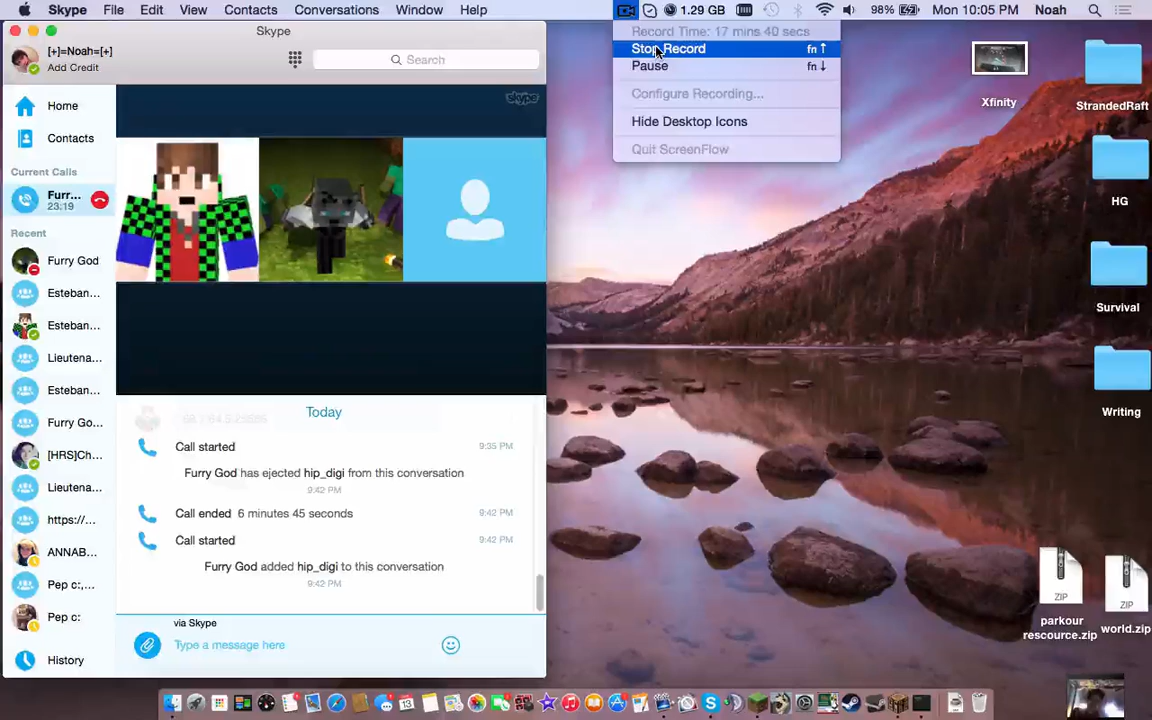 Skype File Edit View Contacts Conversations Window Help 1.29 GB 98% Mon 10:05 PM Noah
Skype
[+]=Noah=[+]
Add Credit
Search
Home
Contacts
Current Calls
Furr...
23:19
Recent
Furry God
Esteban...
Esteban...
Lieutena...
Esteban...
Furry Go...
[HRS]Ch...
Lieutena...
https://...
ANNAB...
Pep c:,...
Pep c:
History
skype
Today
Call started 9:35 PM
Furry God has ejected hip_digi from this conversation
9:42 PM
Call ended 6 minutes 45 seconds 9:42 PM
Call started 9:42 PM
Furry God added hip_digi to this conversation
9:42 PM
via Skype
Type a message here
Record Time: 17 mins 40 secs
Stop Record fn↑
Pause fn↓
Configure Recording...
Hide Desktop Icons
Quit ScreenFlow
Xfinity
StrandedRaft
HG
Survival
Writing
ZIP
parkour
rescource.zip
ZIP
world.zip
13